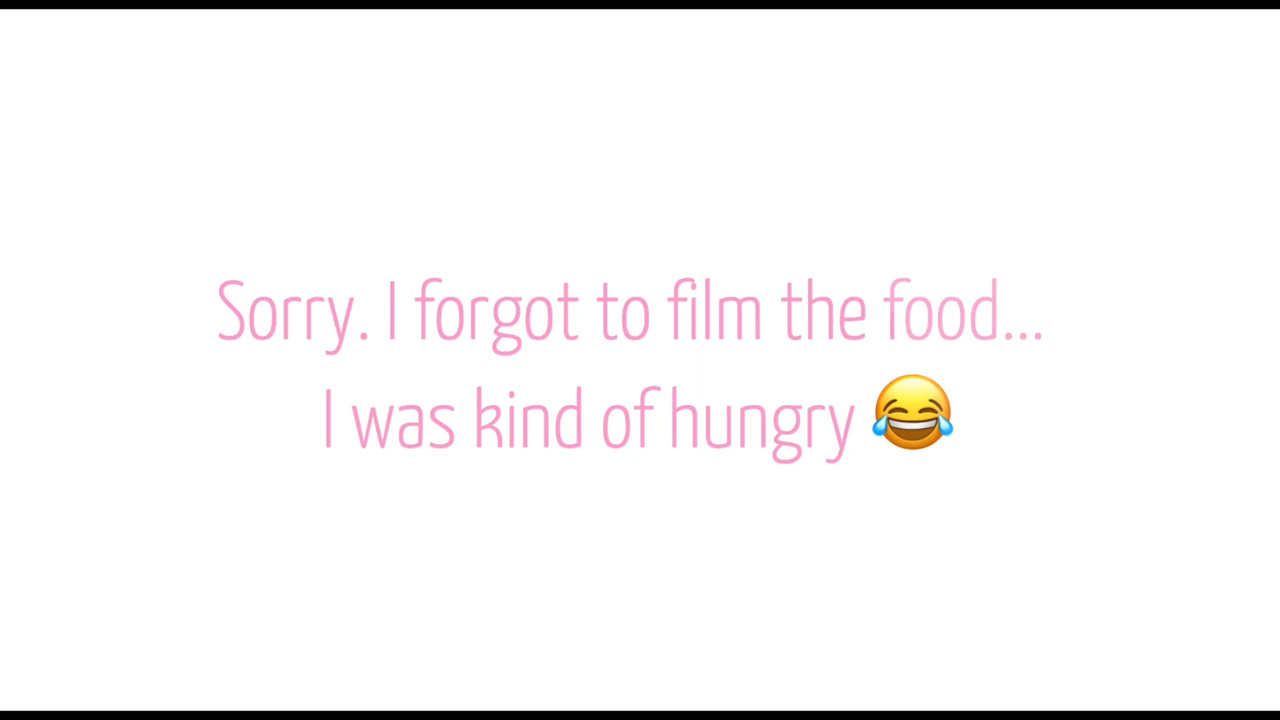 Sorry. I forgot to film the food...
I was kind of hungry 😂